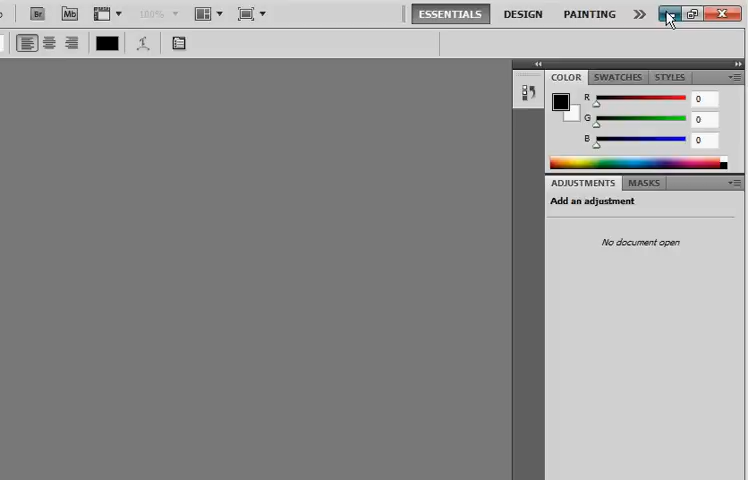 Br Mb 100% ESSENTIALS DESIGN PAINTING
COLOR SWATCHES STYLES
R 0
G 0
B 0
ADJUSTMENTS MASKS
Add an adjustment
No document open